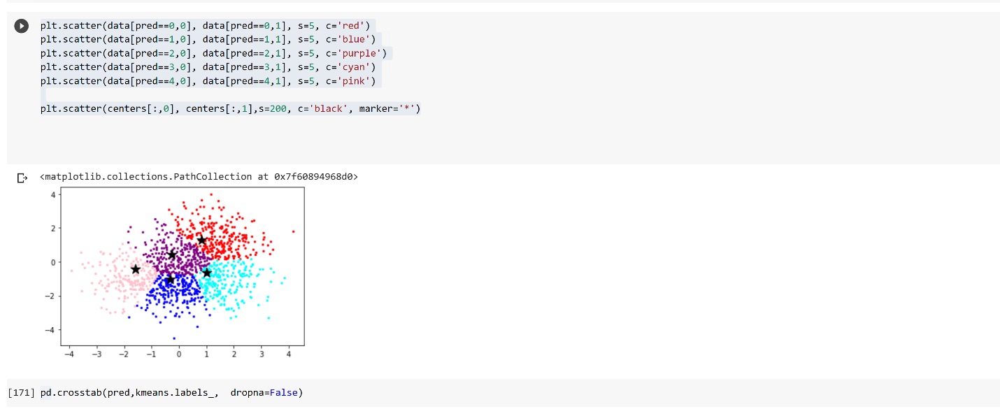 plt.scatter(data[pred==0,0], data[pred==0,1], s=5, c='red')
plt.scatter(data[pred==1,0], data[pred==1,1], s=5, c='blue')
plt.scatter(data[pred==2,0], data[pred==2,1], s=5, c='purple')
plt.scatter(data[pred==3,0], data[pred==3,1], s=5, c='cyan')
plt.scatter(data[pred==4,0], data[pred==4,1], s=5, c='pink')
plt.scatter(centers[:,0], centers[:,1],s=200, c='black', marker='*')
<matplotlib.collections.PathCollection at 0x7f60894968d0>
4
2
0
−2
−4
−4 −3 −2 −1 0 1 2 3 4
[171] pd.crosstab(pred,kmeans.labels_,  dropna=False)